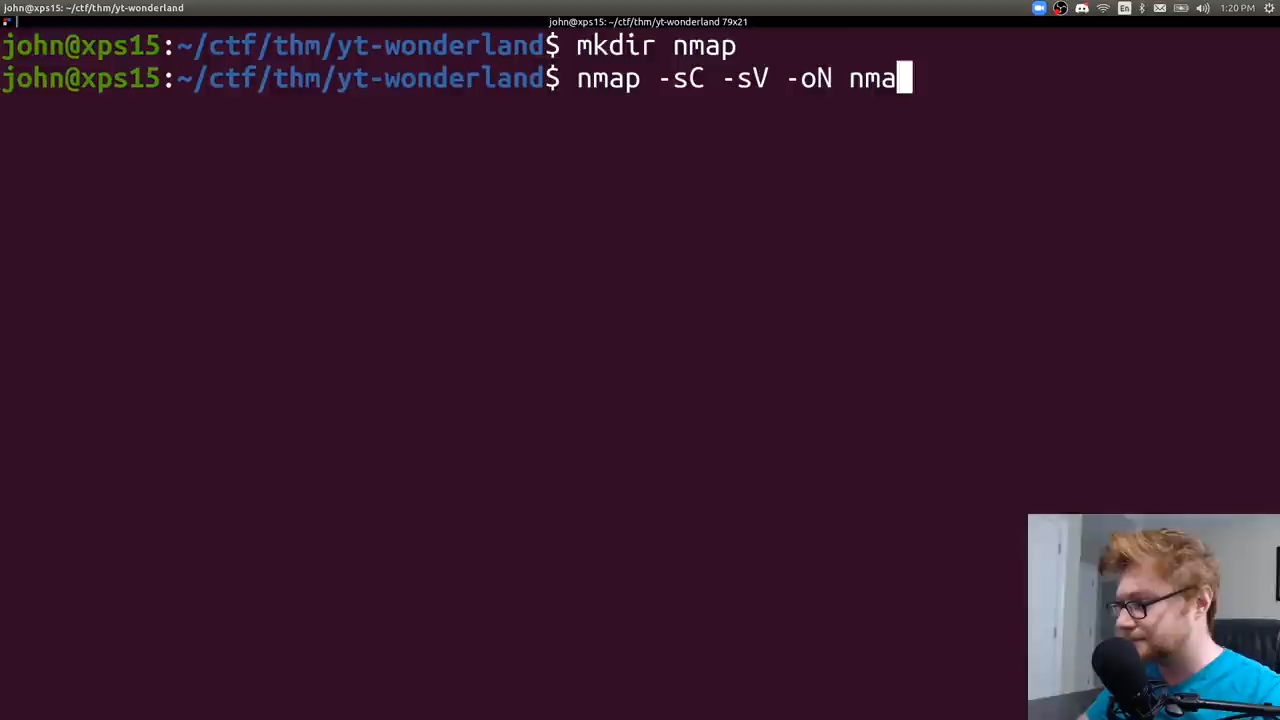 john@xps15: ~/ctf/thm/yt-wonderland
En
1:20 PM
john@xps15: ~/ctf/thm/yt-wonderland 79x21
john@xps15:~/ctf/thm/yt-wonderland$ mkdir nmap
john@xps15:~/ctf/thm/yt-wonderland$ nmap -sC -sV -oN nma